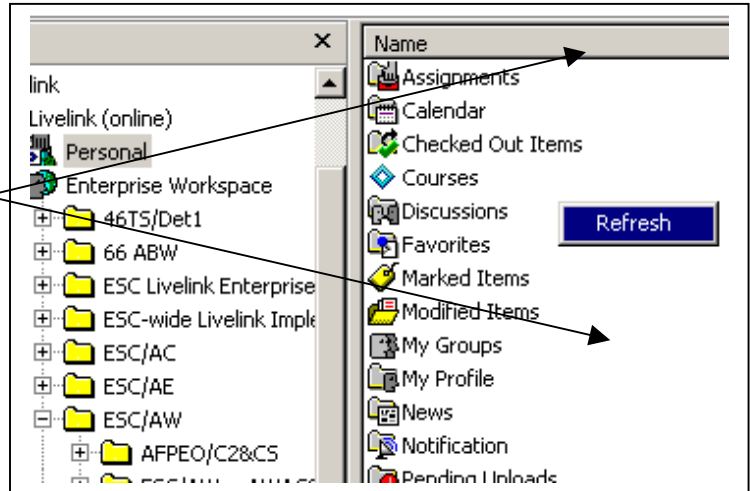 link
Livelink (online)
Personal
Enterprise Workspace
46TS/Det1
66 ABW
ESC Livelink Enterprise
ESC-wide Livelink Imple
ESC/AC
ESC/AE
ESC/AW
AFPEO/C2&CS
Name
Assignments
Calendar
Checked Out Items
Courses
Discussions
Favorites
Marked Items
Modified Items
My Groups
My Profile
News
Notification
Pending Uploads
Refresh